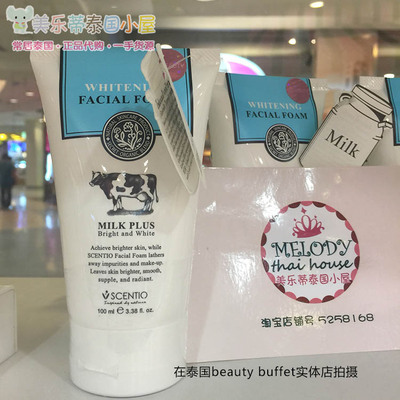 美乐蒂泰国小屋
常驻泰国·正品代购·一手货源
WHITENING
FACIAL FOAM
MILK PLUS
Bright and White
Achieve brighter skin, while
SCENTIO Facial Foam lathers
away impurities and make-up.
Leaves skin brighter, smooth,
supple, and radiant.
SCENTIO
Inspired by nature
100 ml ℮ 3.38 fl. oz.
WHITENING
FACIAL FOAM
Milk
MELODY
thai house
美乐蒂泰国小屋
淘宝店铺号 5258168
在泰国beauty buffet实体店拍摄